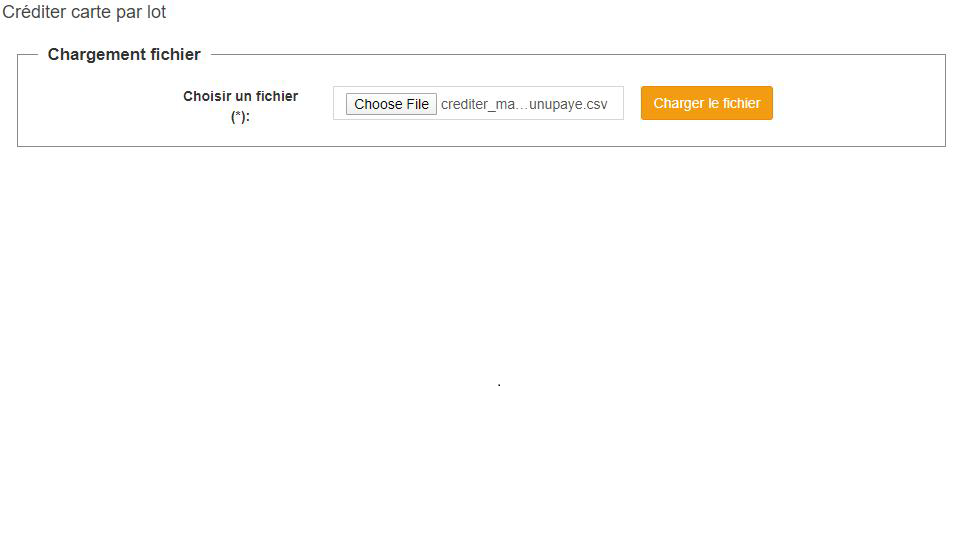 Créditer carte par lot
Chargement fichier
Choisir un fichier
(*):
Choose File crediter_ma...unupaye.csv
Charger le fichier
.